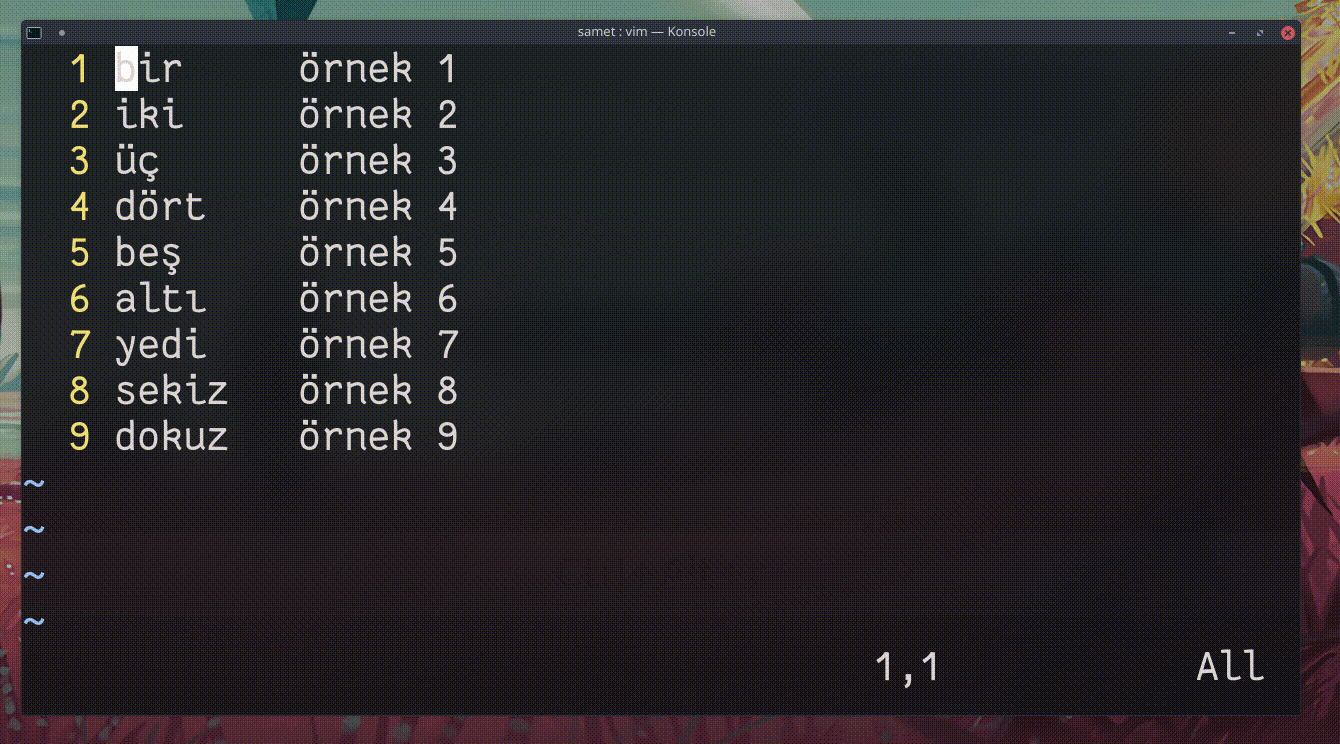 samet : vim — Konsole
1 bir örnek 1
2 iki örnek 2
3 üç örnek 3
4 dört örnek 4
5 beş örnek 5
6 altı örnek 6
7 yedi örnek 7
8 sekiz örnek 8
9 dokuz örnek 9
~
~
~
~
1,1 All